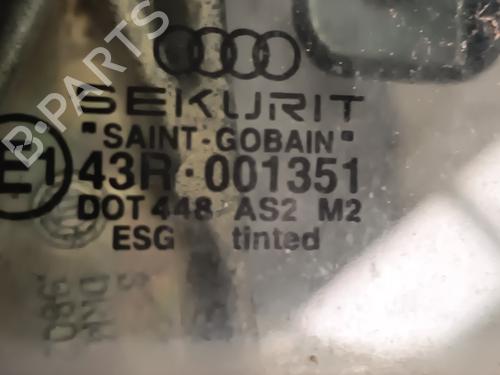 SEKURIT
"SAINT-GOBAIN"
E1 43R-001351
DOT 448 AS2 M2
ESG tinted
B-PARTS